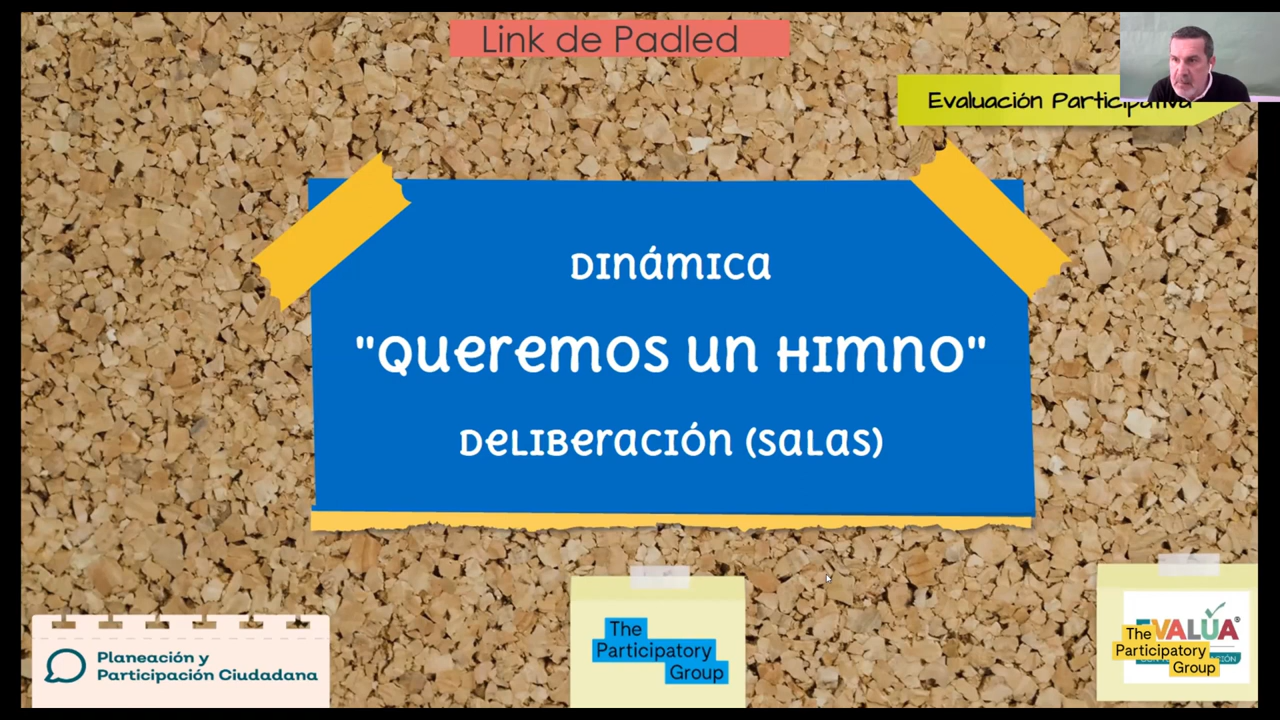 Link de Padled
Evaluación Participativa
Dinámica
"Queremos un Himno"
Deliberación (Salas)
Planeación y
Participación Ciudadana
The
Participatory
Group
EVALÚA®
The
Participatory
Group